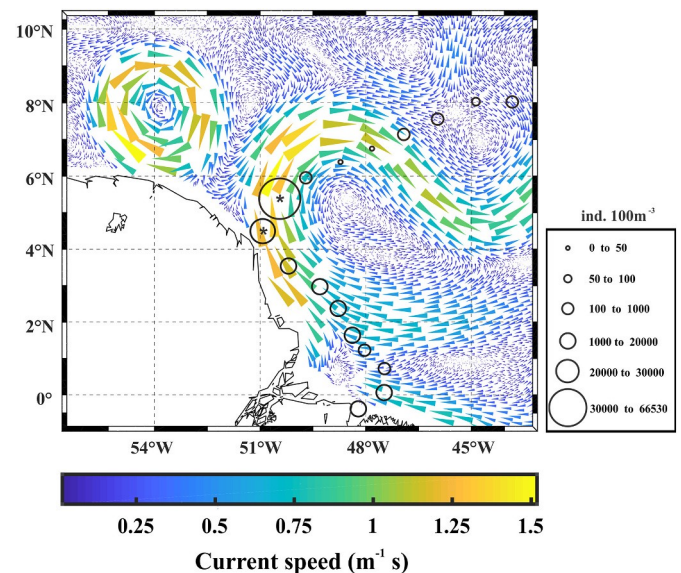 10°N
8°N
6°N
4°N
2°N
0°
54°W
51°W
48°W
45°W
*
*
ind. 100m⁻³
0 to 50
50 to 100
100 to 1000
1000 to 20000
20000 to 30000
30000 to 66530
0.25
0.5
0.75
1
1.25
1.5
Current speed (m⁻¹ s)